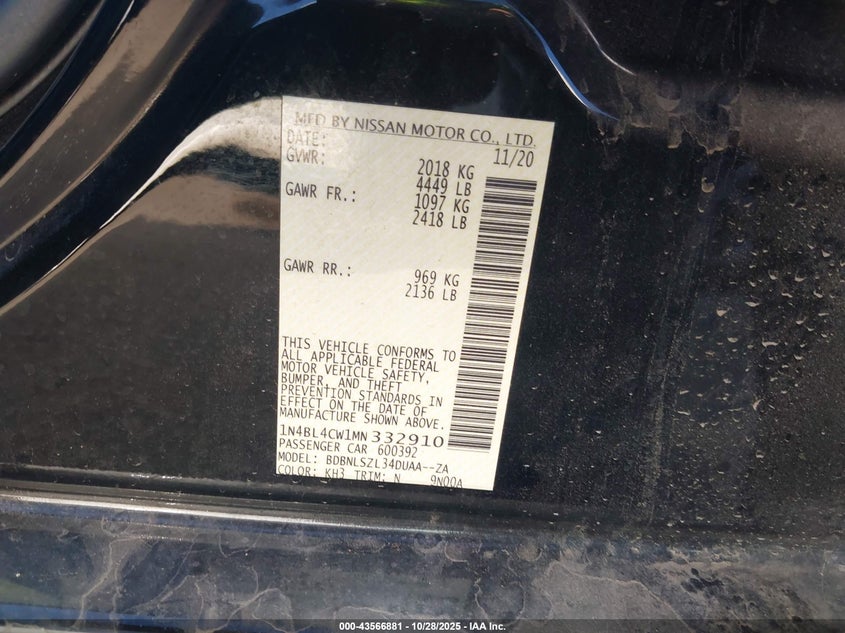 MFD BY NISSAN MOTOR CO., LTD.
DATE: 11/20
GVWR: 2018 KG
4449 LB
GAWR FR.: 1097 KG
2418 LB
GAWR RR.: 969 KG
2136 LB
THIS VEHICLE CONFORMS TO
ALL APPLICABLE FEDERAL
MOTOR VEHICLE SAFETY,
BUMPER, AND THEFT
PREVENTION STANDARDS IN
EFFECT ON THE DATE OF
MANUFACTURE SHOWN ABOVE.
1N4BL4CW1MN 332910
PASSENGER CAR 600392
MODEL: BDBNLSZL34DUAA--ZA
COLOR: KH3 TRIM: N 9N00A
000-43566881 | 10/28/2025 - IAA Inc.